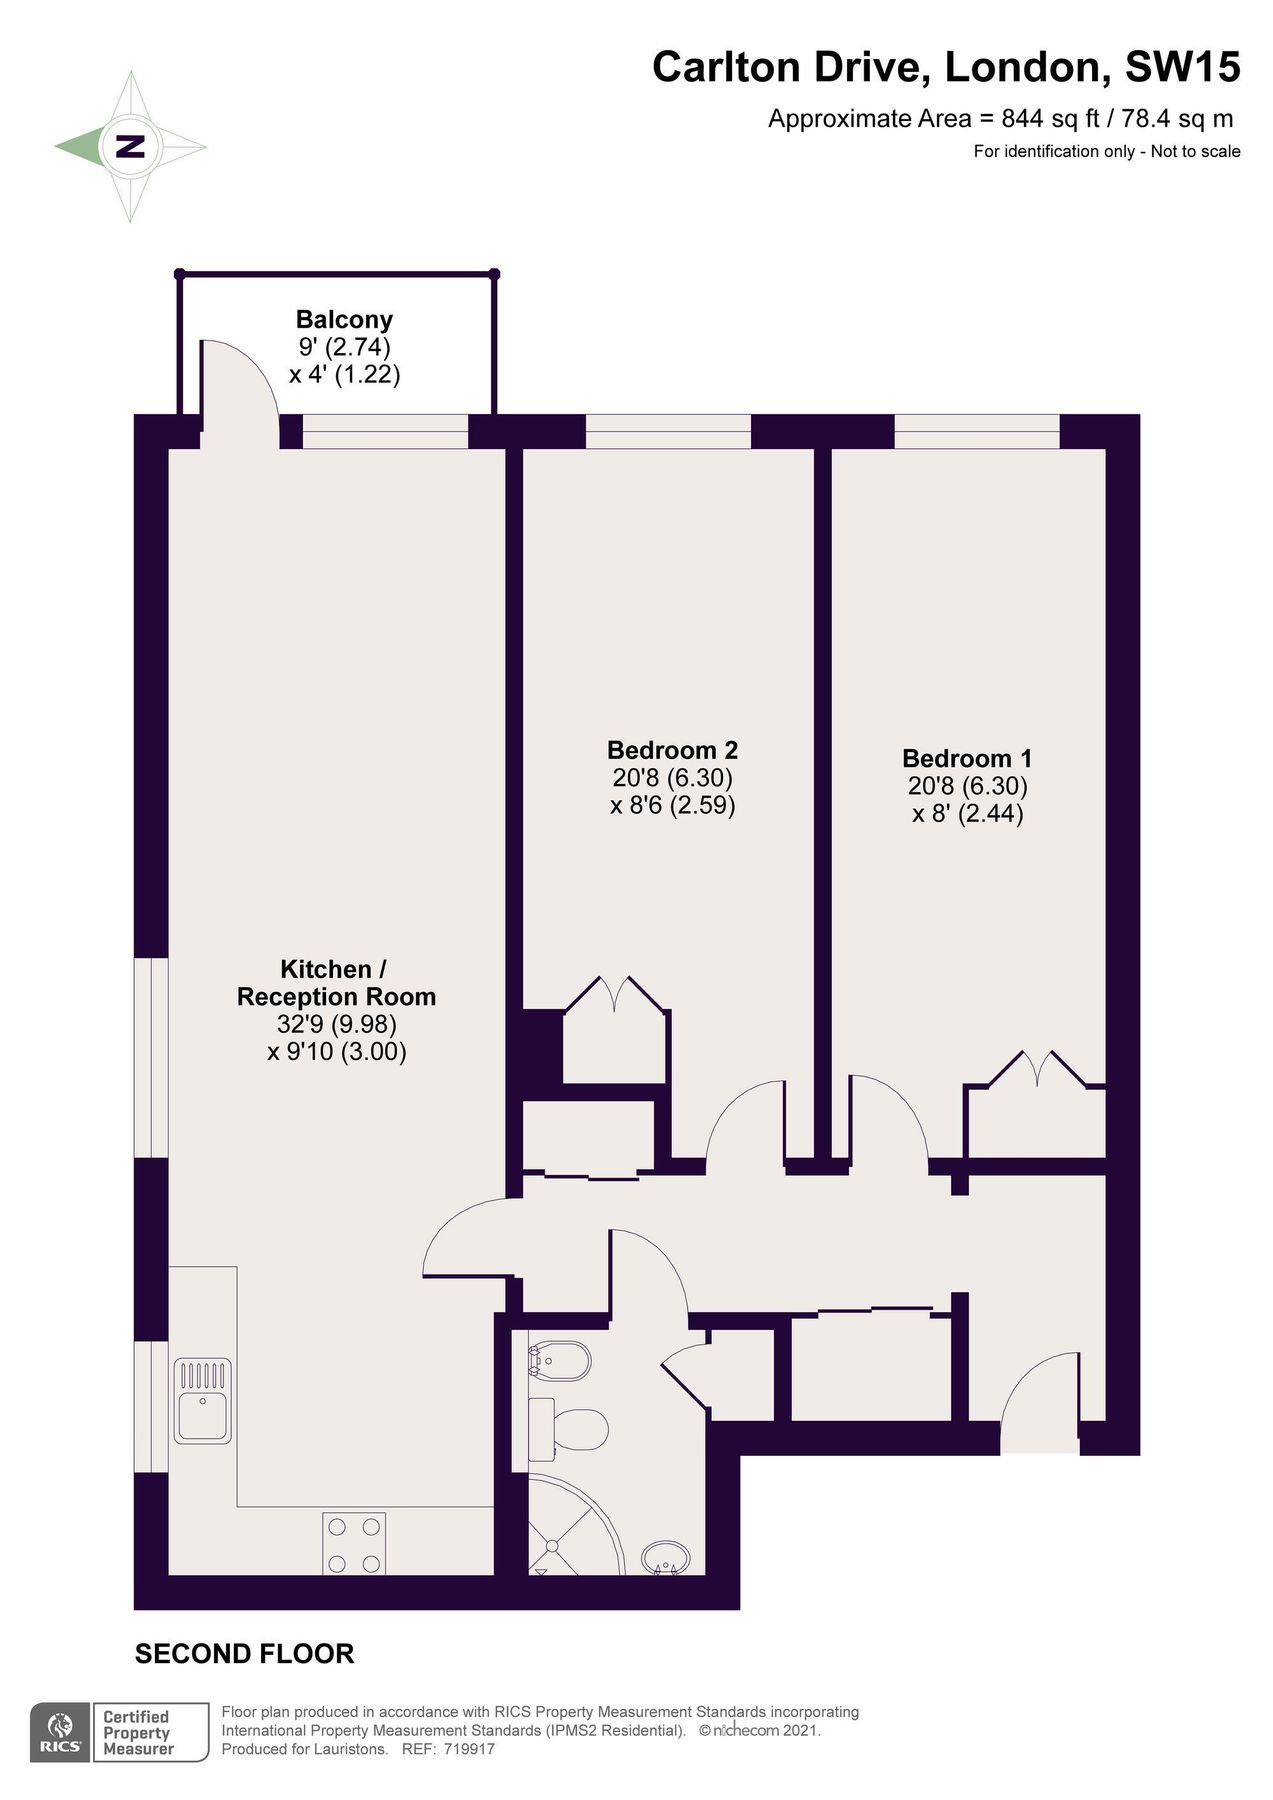 Carlton Drive, London, SW15
Approximate Area = 844 sq ft / 78.4 sq m
For identification only - Not to scale
N
Balcony
9' (2.74)
x 4' (1.22)
Bedroom 2
20'8 (6.30)
x 8'6 (2.59)
Bedroom 1
20'8 (6.30)
x 8' (2.44)
Kitchen /
Reception Room
32'9 (9.98)
x 9'10 (3.00)
SECOND FLOOR
RICS
Certified
Property
Measurer
Floor plan produced in accordance with RICS Property Measurement Standards incorporating
International Property Measurement Standards (IPMS2 Residential). © nichecom 2021.
Produced for Lauristons. REF: 719917